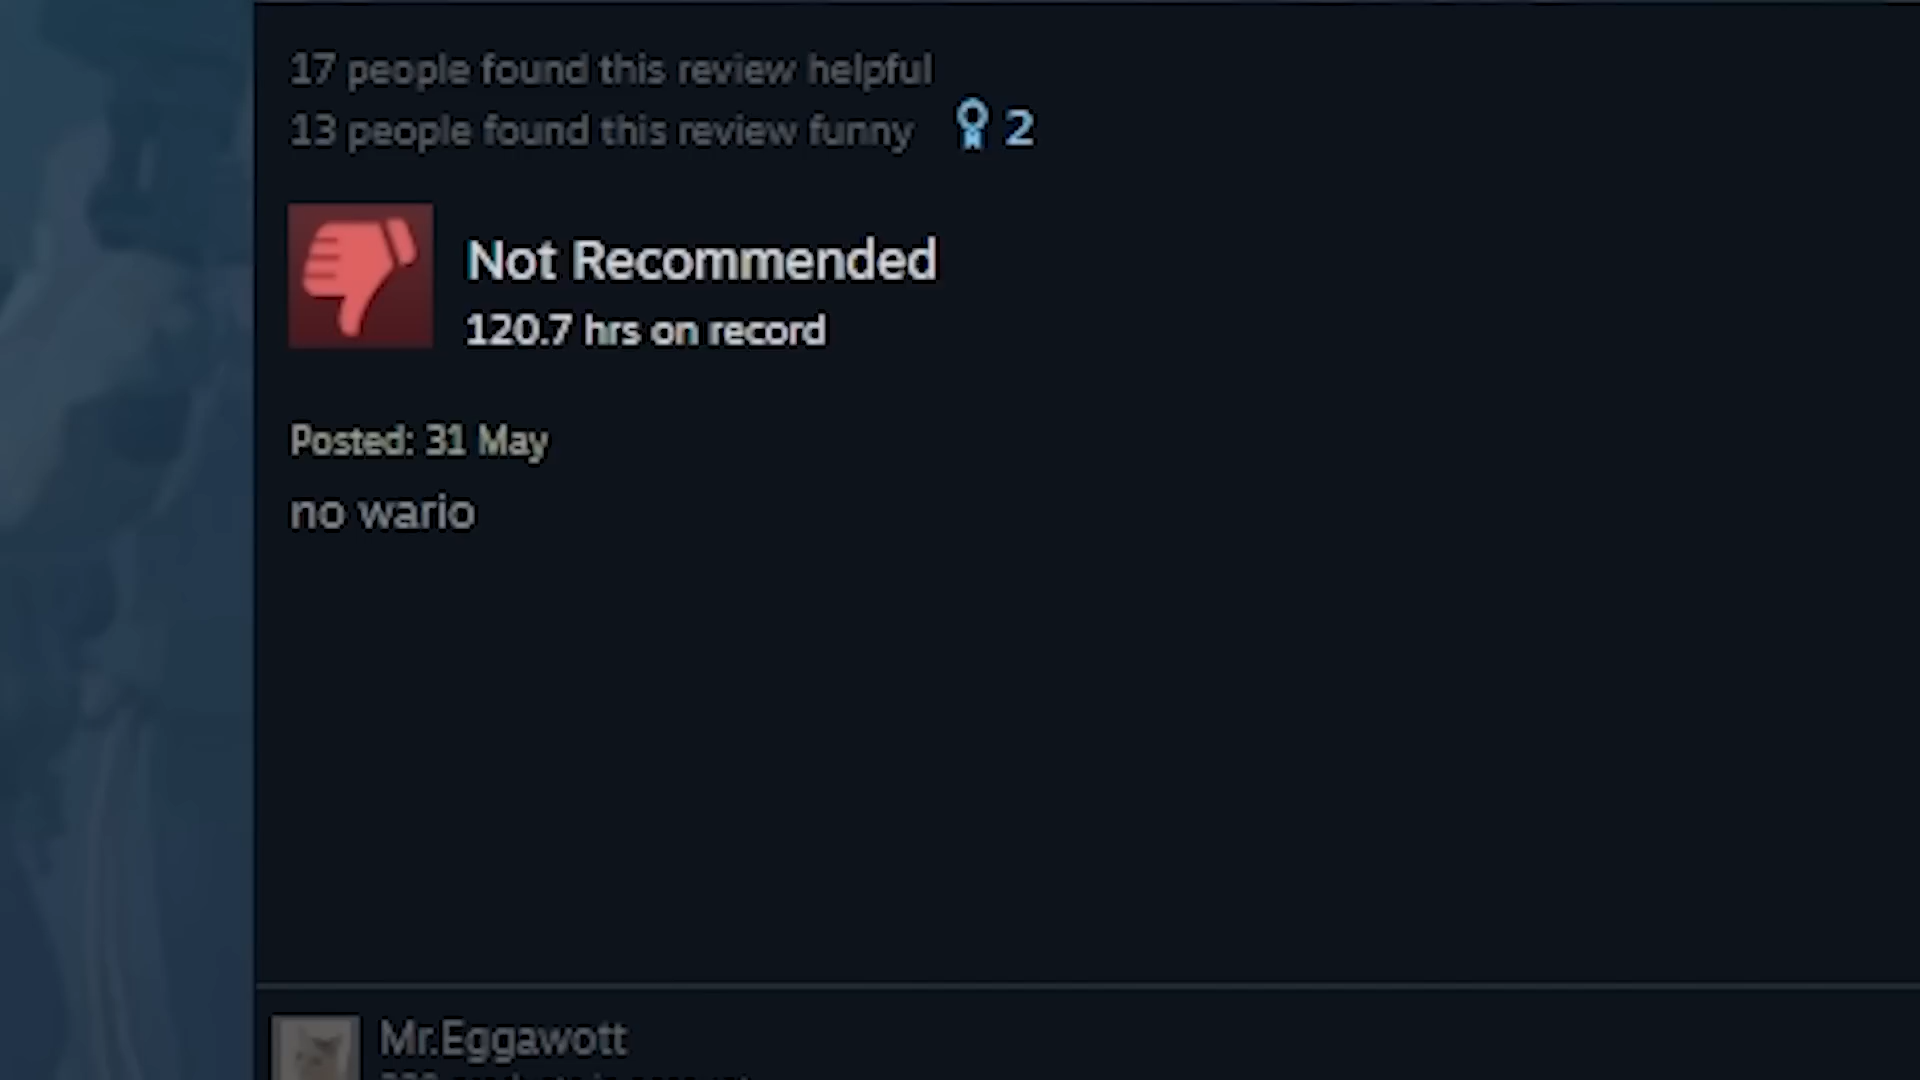 17 people found this review helpful
13 people found this review funny 2
Not Recommended
120.7 hrs on record
Posted: 31 May
no wario
Mr.Eggawott